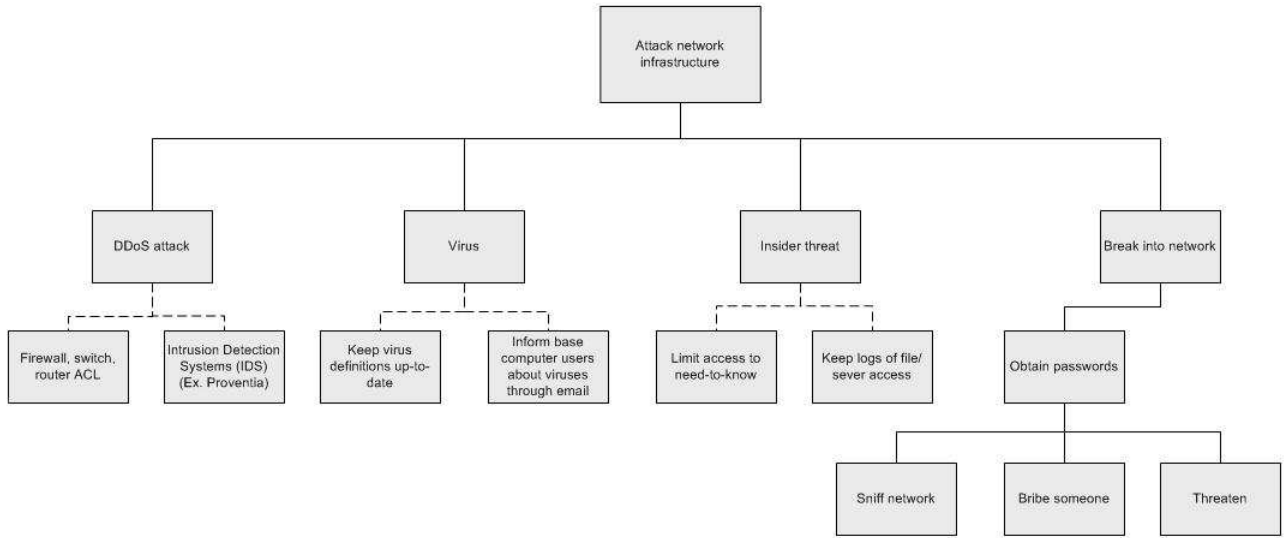 Attack network
infrastructure
DDoS attack
Virus
Insider threat
Break into network
Firewall, switch,
router ACL
Intrusion Detection
Systems (IDS)
(Ex. Proventia)
Keep virus
definitions up-to-
date
Inform base
computer users
about viruses
through email
Limit access to
need-to-know
Keep logs of file/
sever access
Obtain passwords
Sniff network
Bribe someone
Threaten